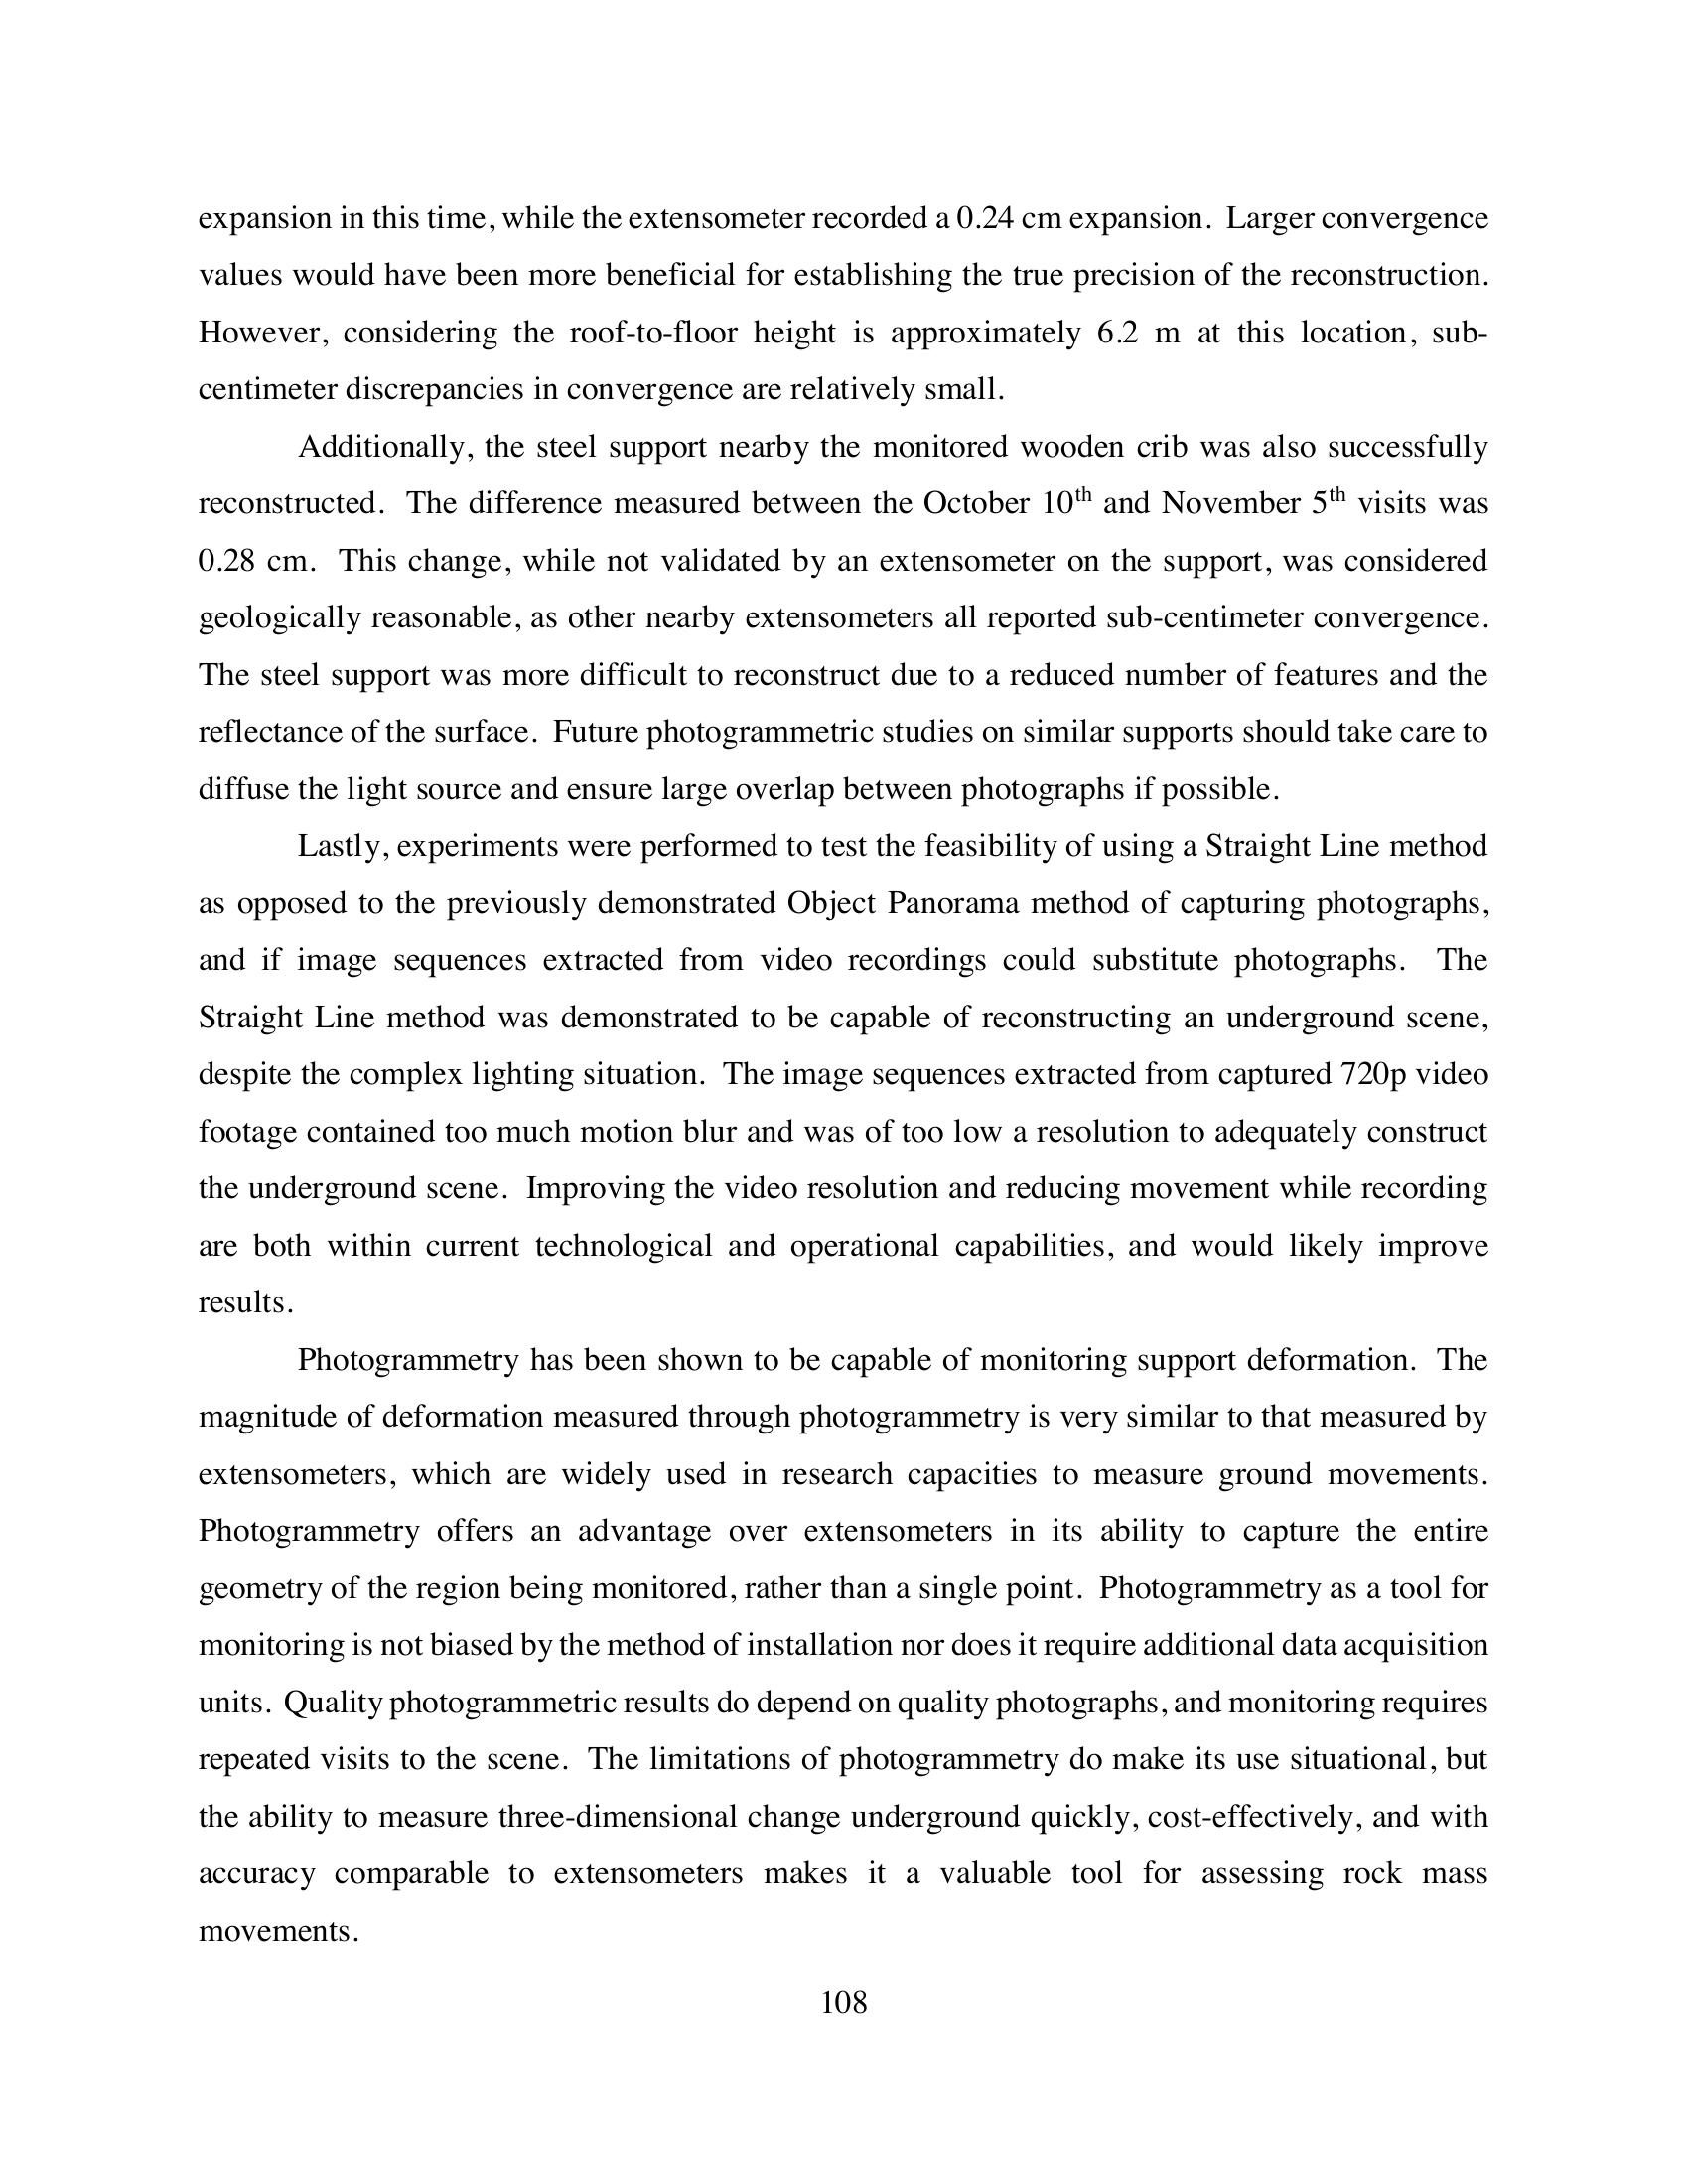 expansion in this time, while the extensometer recorded a 0.24 cm expansion. Larger convergence
values would have been more beneficial for establishing the true precision of the reconstruction.
However, considering the roof-to-floor height is approximately 6.2 m at this location, sub-
centimeter discrepancies in convergence are relatively small.
Additionally, the steel support nearby the monitored wooden crib was also successfully
reconstructed. The difference measured between the October 10th and November 5th visits was
0.28 cm. This change, while not validated by an extensometer on the support, was considered
geologically reasonable, as other nearby extensometers all reported sub-centimeter convergence.
The steel support was more difficult to reconstruct due to a reduced number of features and the
reflectance of the surface. Future photogrammetric studies on similar supports should take care to
diffuse the light source and ensure large overlap between photographs if possible.
Lastly, experiments were performed to test the feasibility of using a Straight Line method
as opposed to the previously demonstrated Object Panorama method of capturing photographs,
and if image sequences extracted from video recordings could substitute photographs. The
Straight Line method was demonstrated to be capable of reconstructing an underground scene,
despite the complex lighting situation. The image sequences extracted from captured 720p video
footage contained too much motion blur and was of too low a resolution to adequately construct
the underground scene. Improving the video resolution and reducing movement while recording
are both within current technological and operational capabilities, and would likely improve
results.
Photogrammetry has been shown to be capable of monitoring support deformation. The
magnitude of deformation measured through photogrammetry is very similar to that measured by
extensometers, which are widely used in research capacities to measure ground movements.
Photogrammetry offers an advantage over extensometers in its ability to capture the entire
geometry of the region being monitored, rather than a single point. Photogrammetry as a tool for
monitoring is not biased by the method of installation nor does it require additional data acquisition
units. Quality photogrammetric results do depend on quality photographs, and monitoring requires
repeated visits to the scene. The limitations of photogrammetry do make its use situational, but
the ability to measure three-dimensional change underground quickly, cost-effectively, and with
accuracy comparable to extensometers makes it a valuable tool for assessing rock mass
movements.
108